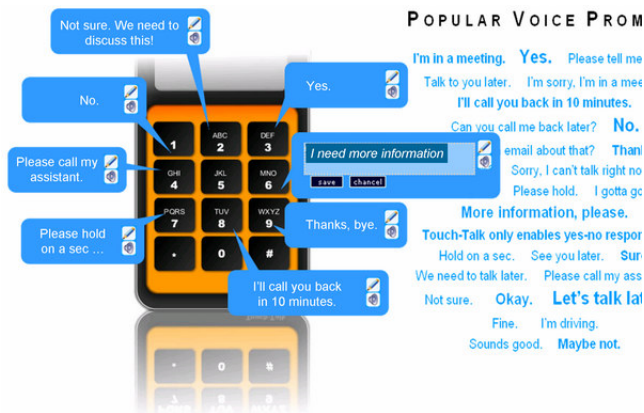 Not sure. We need to
discuss this!
No.
Yes.
Please call my
assistant.
I need more information
save chancel
Please hold
on a sec ...
Thanks, bye.
I'll call you back
in 10 minutes.
1
ABC
2
DEF
3
GHI
4
JKL
5
MNO
6
PQRS
7
TUV
8
WXYZ
9
0
#
POPULAR VOICE PROM
I'm in a meeting. Yes. Please tell me
Talk to you later. I'm sorry, I'm in a mee
I'll call you back in 10 minutes.
Can you call me back later? No.
email about that? Thank
Sorry, I can't talk right no
Please hold. I gotta go
More information, please.
Touch-Talk only enables yes-no respon
Hold on a sec. See you later. Sur
We need to talk later. Please call my ass
Not sure. Okay. Let's talk lat
Fine. I'm driving.
Sounds good. Maybe not.